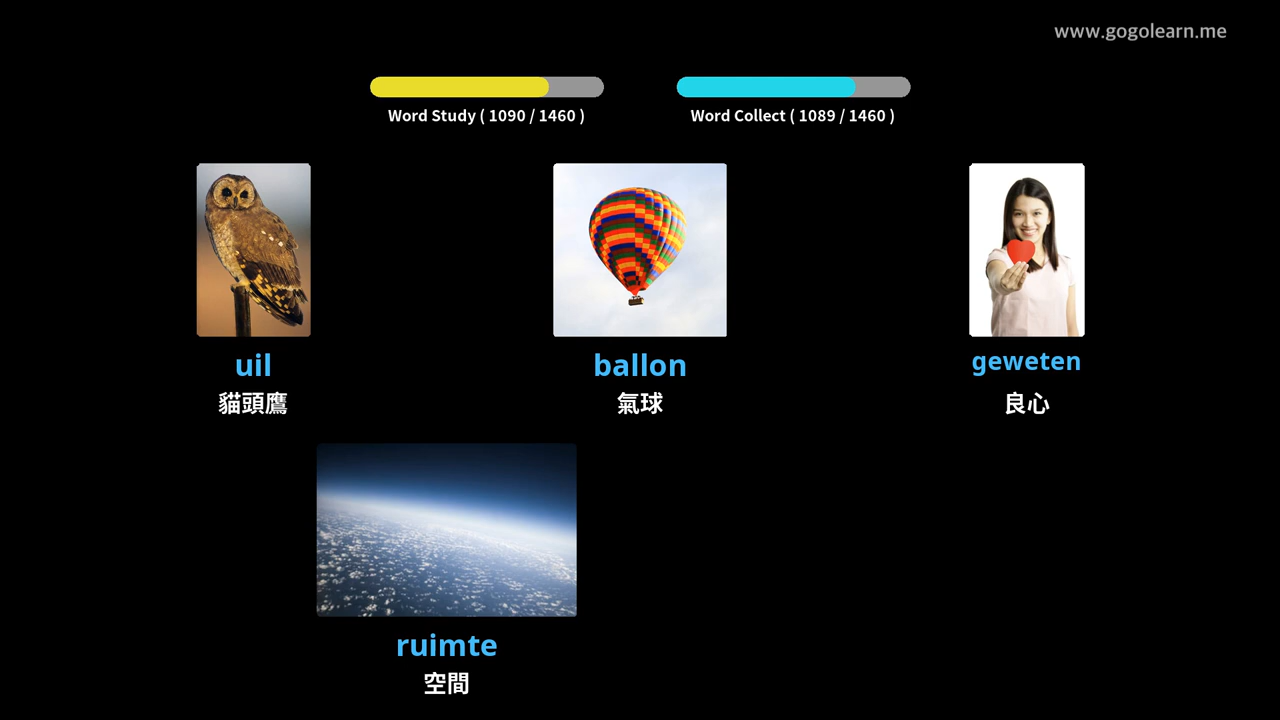 www.gogolearn.me
Word Study ( 1090 / 1460 )
Word Collect ( 1089 / 1460 )
uil
貓頭鷹
ballon
氣球
geweten
良心
ruimte
空間